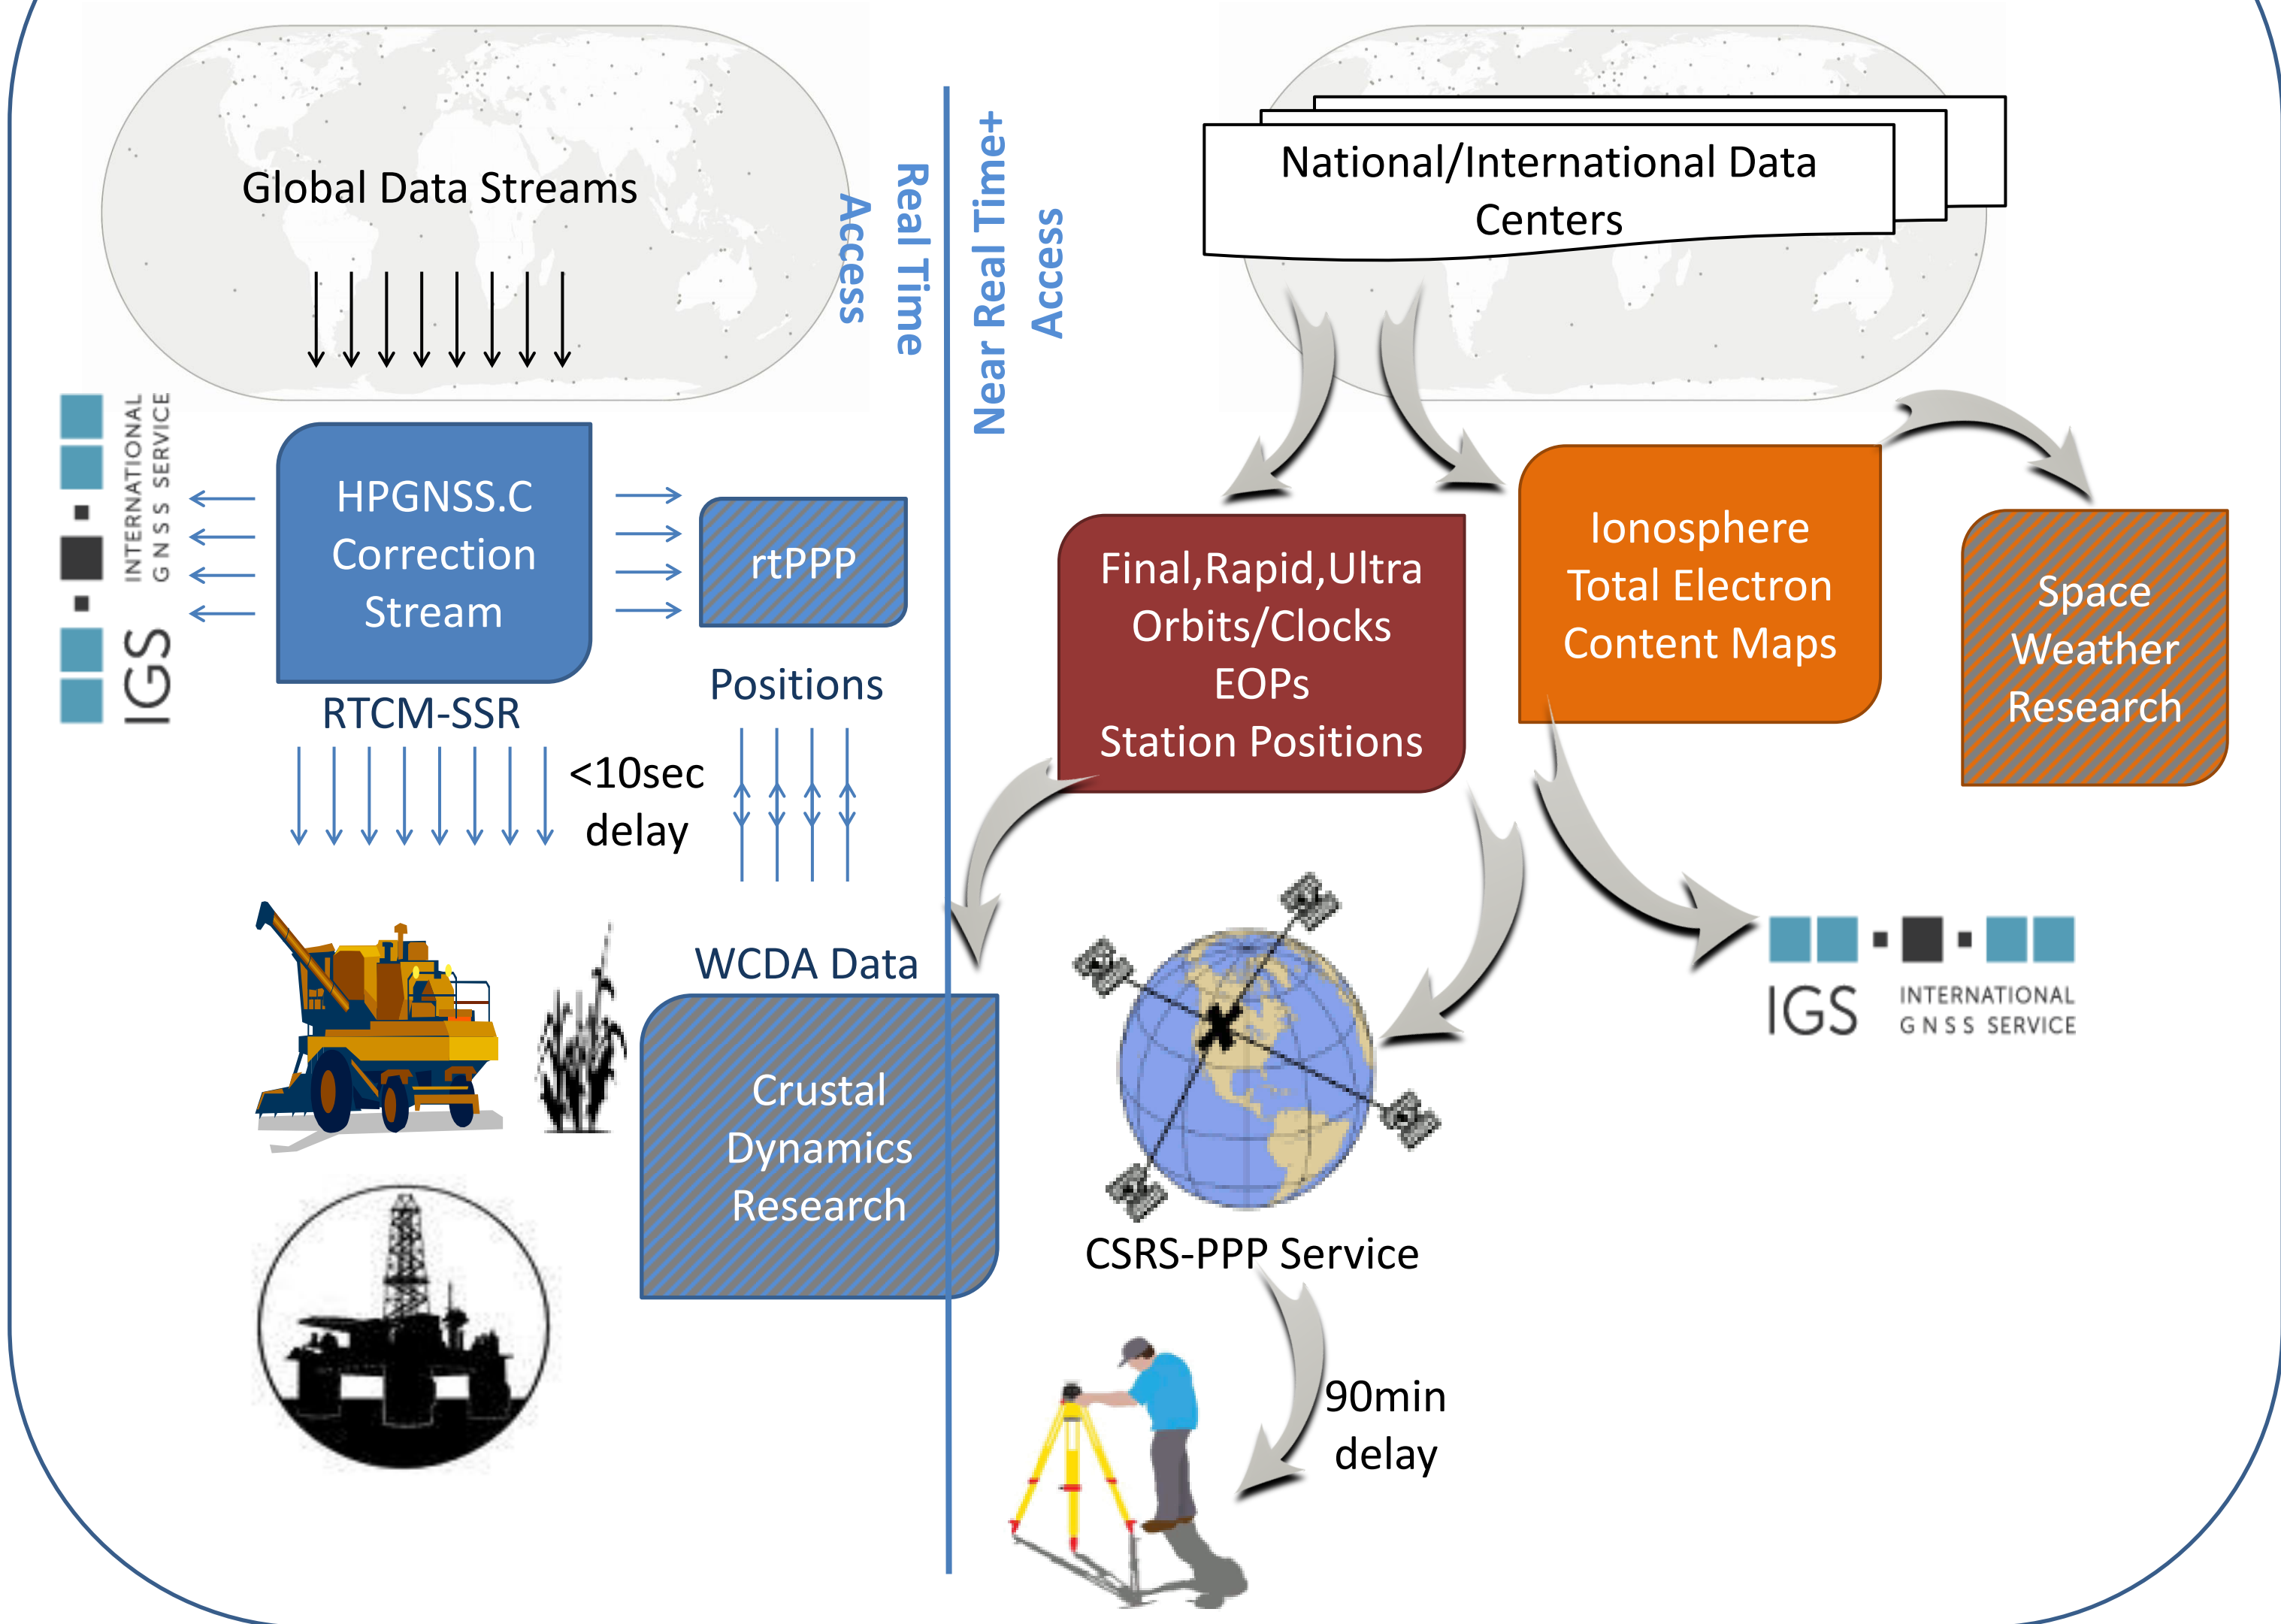 Global Data Streams
Real Time
Access
Near Real Time+
Access
National/International Data
Centers
IGS
INTERNATIONAL
GNSS SERVICE
HPGNSS.C
Correction
Stream
rtPPP
RTCM-SSR
Positions
<10sec
delay
WCDA Data
Crustal
Dynamics
Research
Final,Rapid,Ultra
Orbits/Clocks
EOPs
Station Positions
Ionosphere
Total Electron
Content Maps
Space
Weather
Research
IGS
INTERNATIONAL
GNSS SERVICE
CSRS-PPP Service
90min
delay